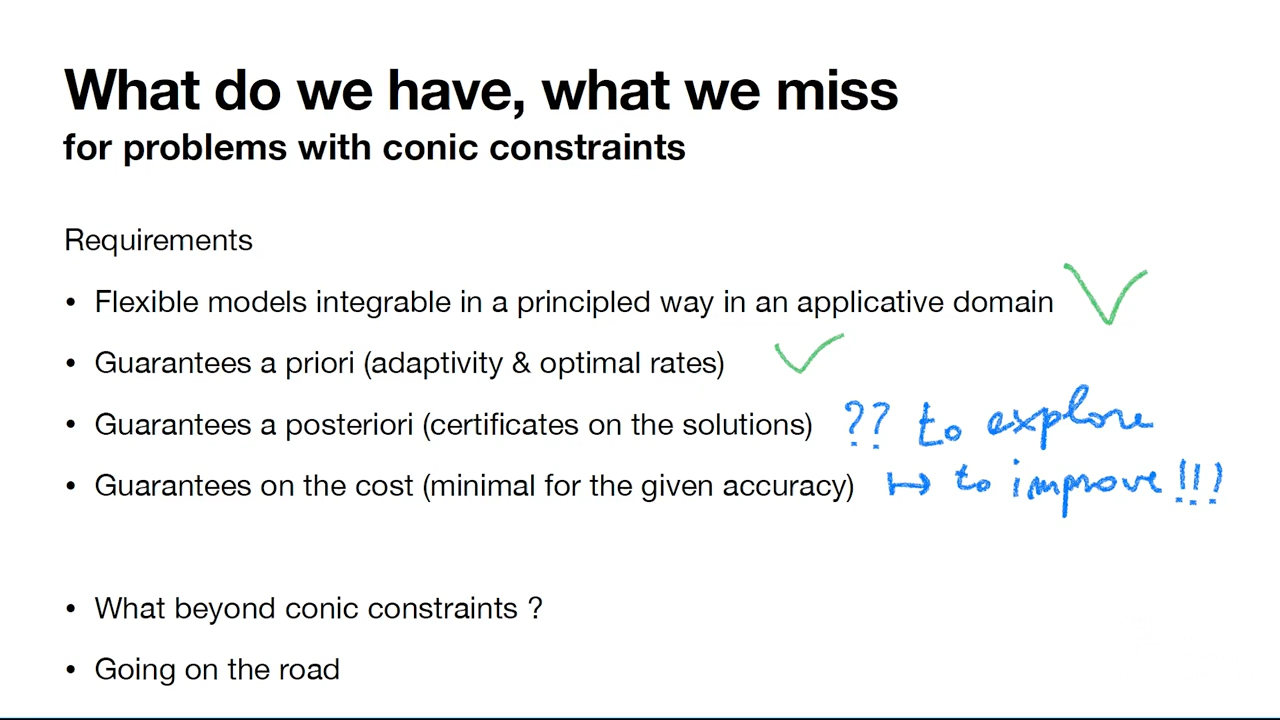 What do we have, what we miss
for problems with conic constraints
Requirements
• Flexible models integrable in a principled way in an applicative domain
• Guarantees a priori (adaptivity & optimal rates)
• Guarantees a posteriori (certificates on the solutions) ?? to explore
• Guarantees on the cost (minimal for the given accuracy) ↦ to improve !!!
• What beyond conic constraints ?
• Going on the road